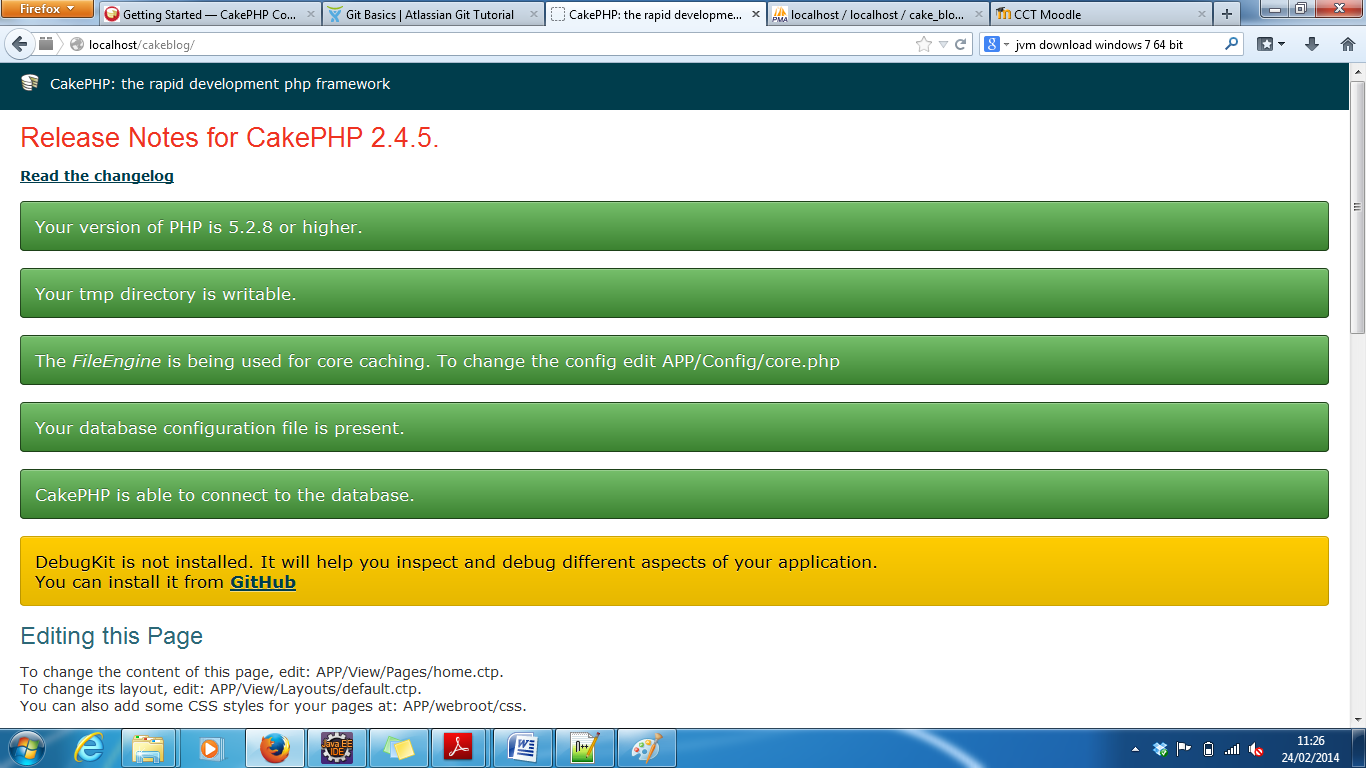 Firefox
Getting Started — CakePHP Co...
Git Basics | Atlassian Git Tutorial
CakePHP: the rapid developme...
localhost / localhost / cake_blo...
CCT Moodle
localhost/cakeblog/
jvm download windows 7 64 bit
CakePHP: the rapid development php framework
Release Notes for CakePHP 2.4.5.
Read the changelog
Your version of PHP is 5.2.8 or higher.
Your tmp directory is writable.
The FileEngine is being used for core caching. To change the config edit APP/Config/core.php
Your database configuration file is present.
CakePHP is able to connect to the database.
DebugKit is not installed. It will help you inspect and debug different aspects of your application.
You can install it from GitHub
Editing this Page
To change the content of this page, edit: APP/View/Pages/home.ctp.
To change its layout, edit: APP/View/Layouts/default.ctp.
You can also add some CSS styles for your pages at: APP/webroot/css.
Java EE
IDE
11:26
24/02/2014